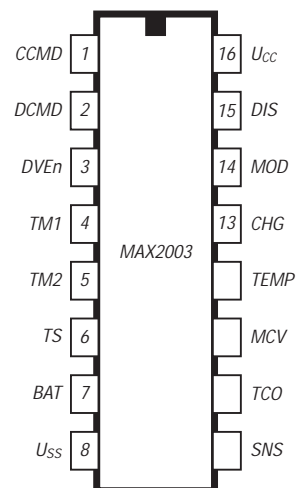 CCMD 1 16 Ucc
DCMD 2 15 DIS
DVEn 3 14 MOD
TM1 4 13 CHG
MAX2003
TM2 5 TEMP
TS 6 MCV
BAT 7 TCO
Uss 8 SNS